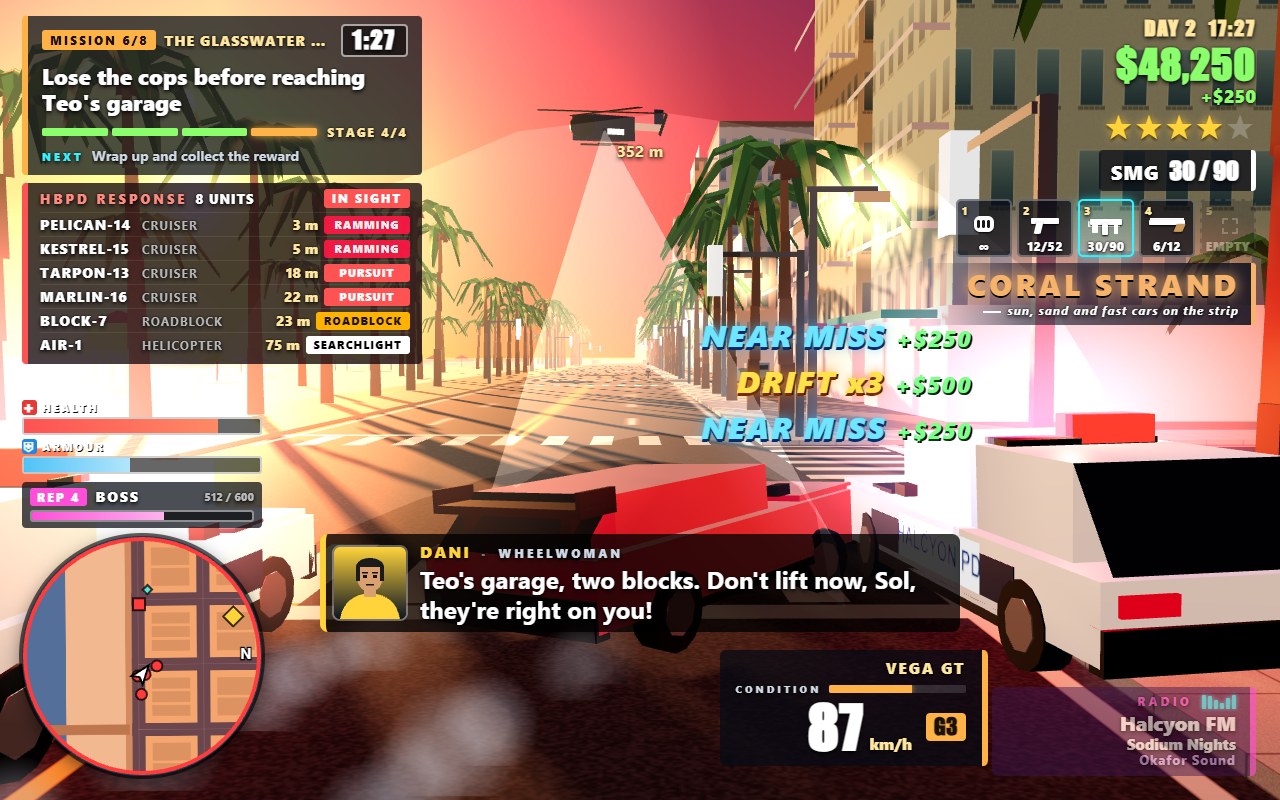 MISSION 6/8 THE GLASSWATER ... 1:27
Lose the cops before reaching
Teo's garage
STAGE 4/4
NEXT Wrap up and collect the reward
HBPD RESPONSE 8 UNITS IN SIGHT
PELICAN-14 CRUISER 3 m RAMMING
KESTREL-15 CRUISER 5 m RAMMING
TARPON-13 CRUISER 18 m PURSUIT
MARLIN-16 CRUISER 22 m PURSUIT
BLOCK-7 ROADBLOCK 23 m ROADBLOCK
AIR-1 HELICOPTER 75 m SEARCHLIGHT
HEALTH
ARMOUR
REP 4 BOSS 512 / 600
N
352 m
DAY 2 17:27
$48,250
+$250
SMG 30/90
1 2 3 4 5
∞ 12/52 30/90 6/12 EMPTY
CORAL STRAND
— sun, sand and fast cars on the strip
NEAR MISS +$250
DRIFT x3 +$500
NEAR MISS +$250
HALCYON PD
DANI · WHEELWOMAN
Teo's garage, two blocks. Don't lift now, Sol,
they're right on you!
VEGA GT
CONDITION
87 km/h G3
RADIO
Halcyon FM
Sodium Nights
Okafor Sound